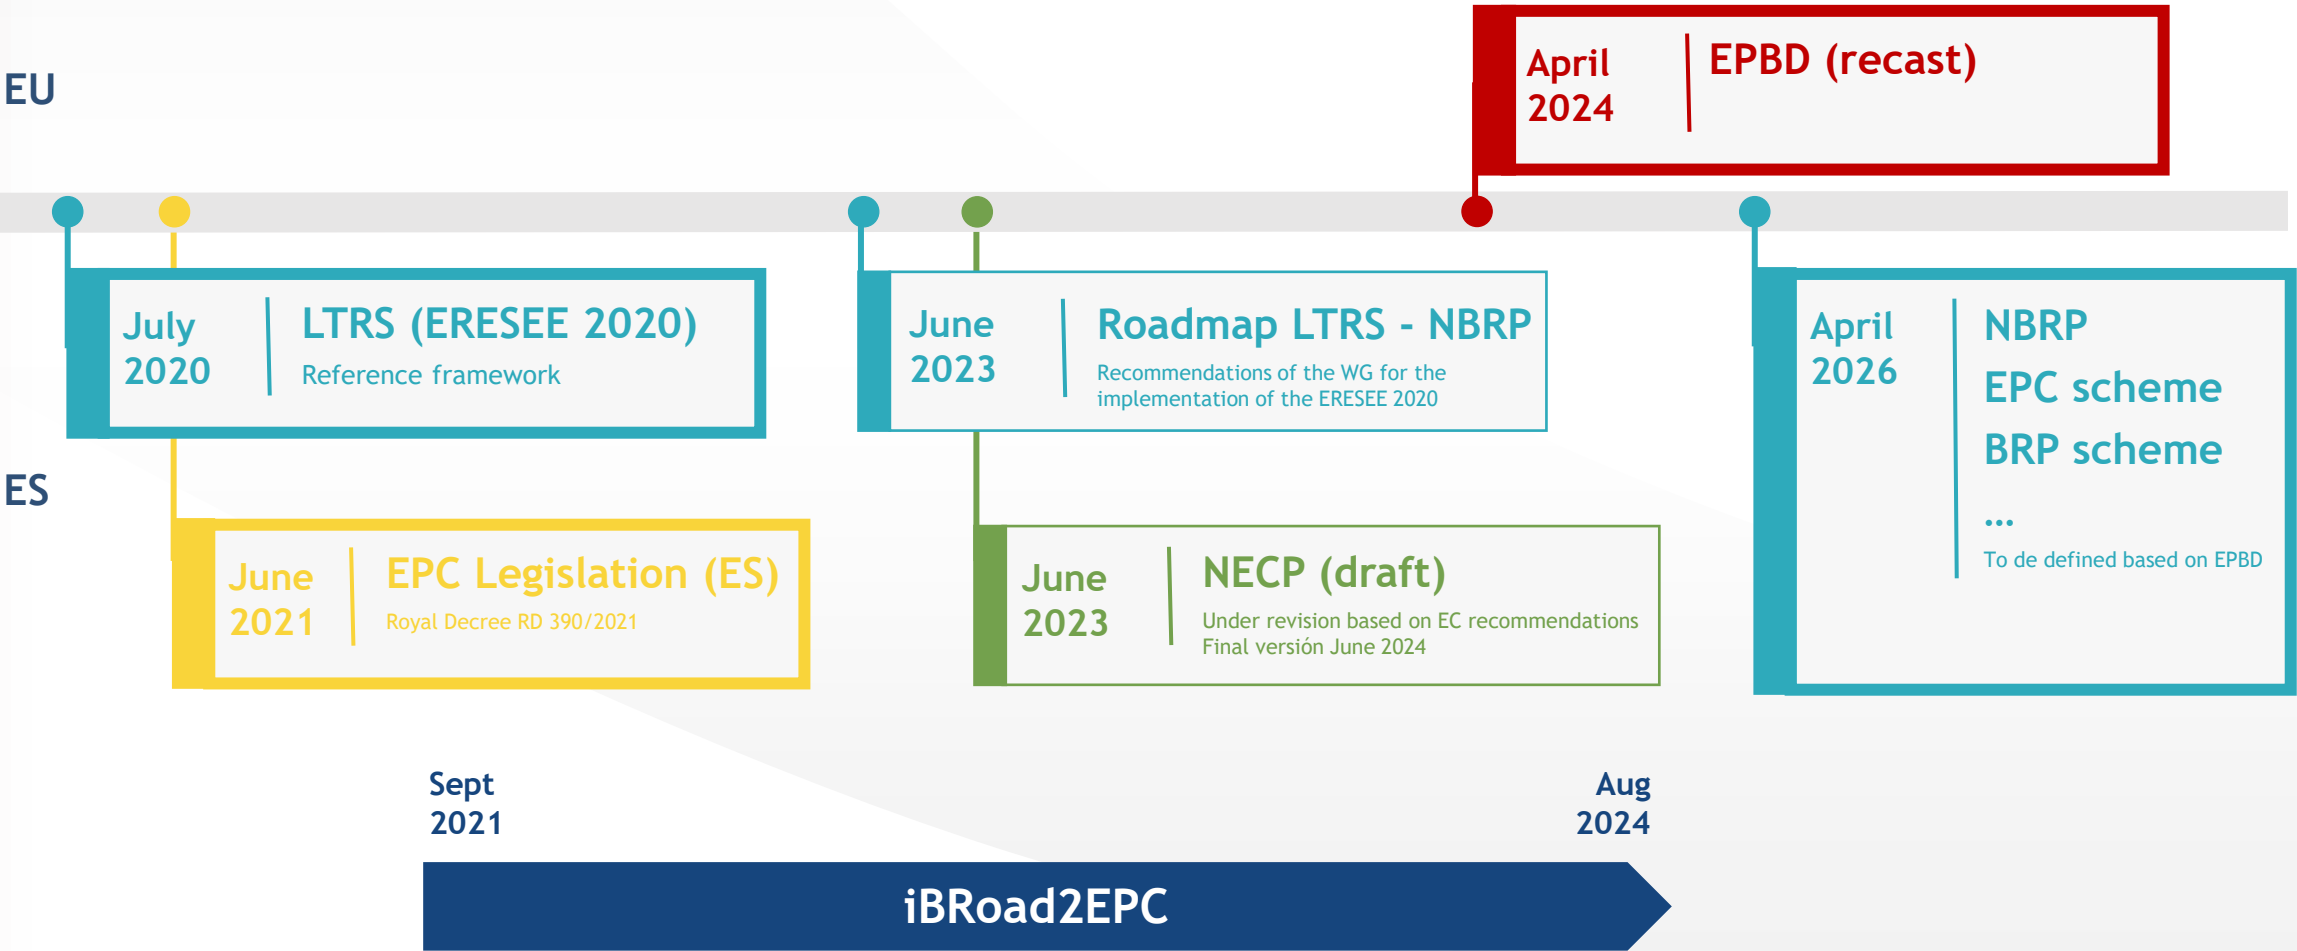 EU
April
2024
EPBD (recast)
July
2020
LTRS (ERESEE 2020)
Reference framework
June
2023
Roadmap LTRS - NBRP
Recommendations of the WG for the
implementation of the ERESEE 2020
April
2026
NBRP
EPC scheme
BRP scheme
...
To de defined based on EPBD
ES
June
2021
EPC Legislation (ES)
Royal Decree RD 390/2021
June
2023
NECP (draft)
Under revision based on EC recommendations
Final versión June 2024
Sept
2021
Aug
2024
iBRoad2EPC